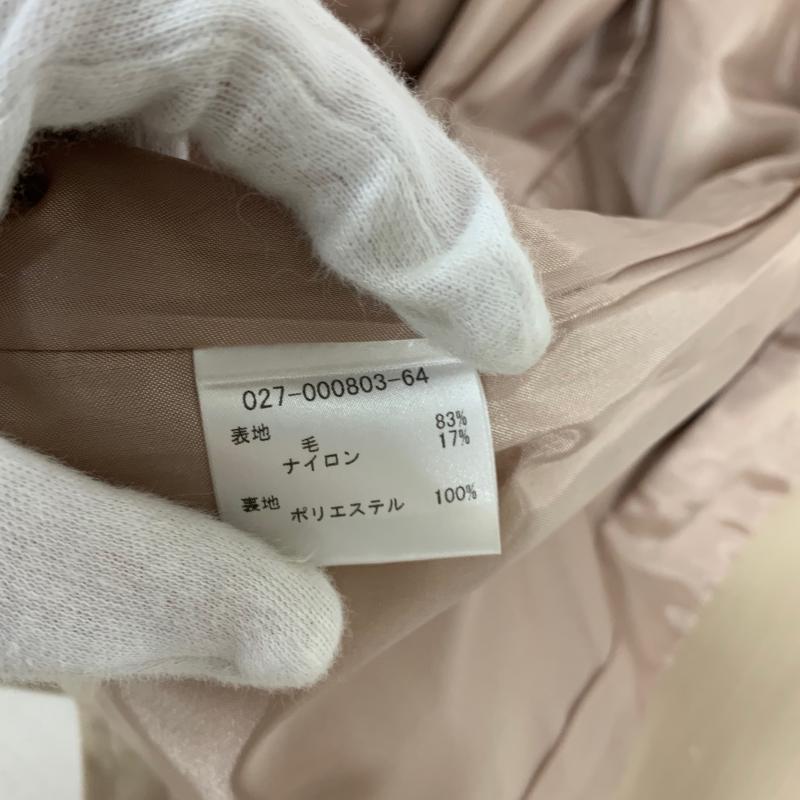 027-000803-64
表地 毛 83%
ナイロン 17%
裏地 ポリエステル 100%